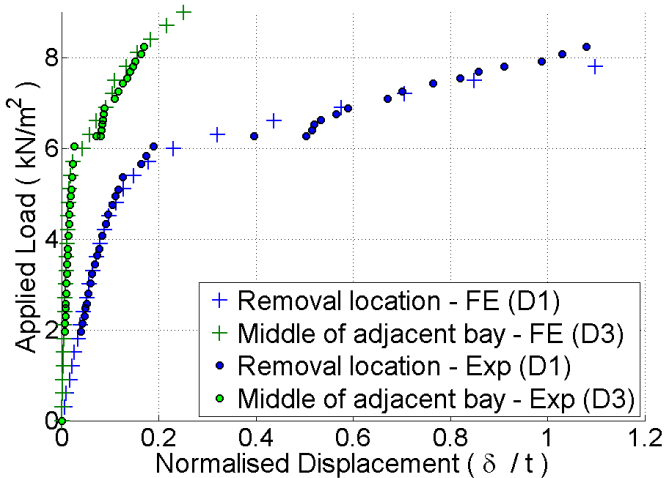 8
6
4
2
0
0
0.2
0.4
0.6
0.8
1
1.2
Applied Load ( kN/m²)
Normalised Displacement ( δ / t )
Removal location - FE (D1)
Middle of adjacent bay - FE (D3)
Removal location - Exp (D1)
Middle of adjacent bay - Exp (D3)